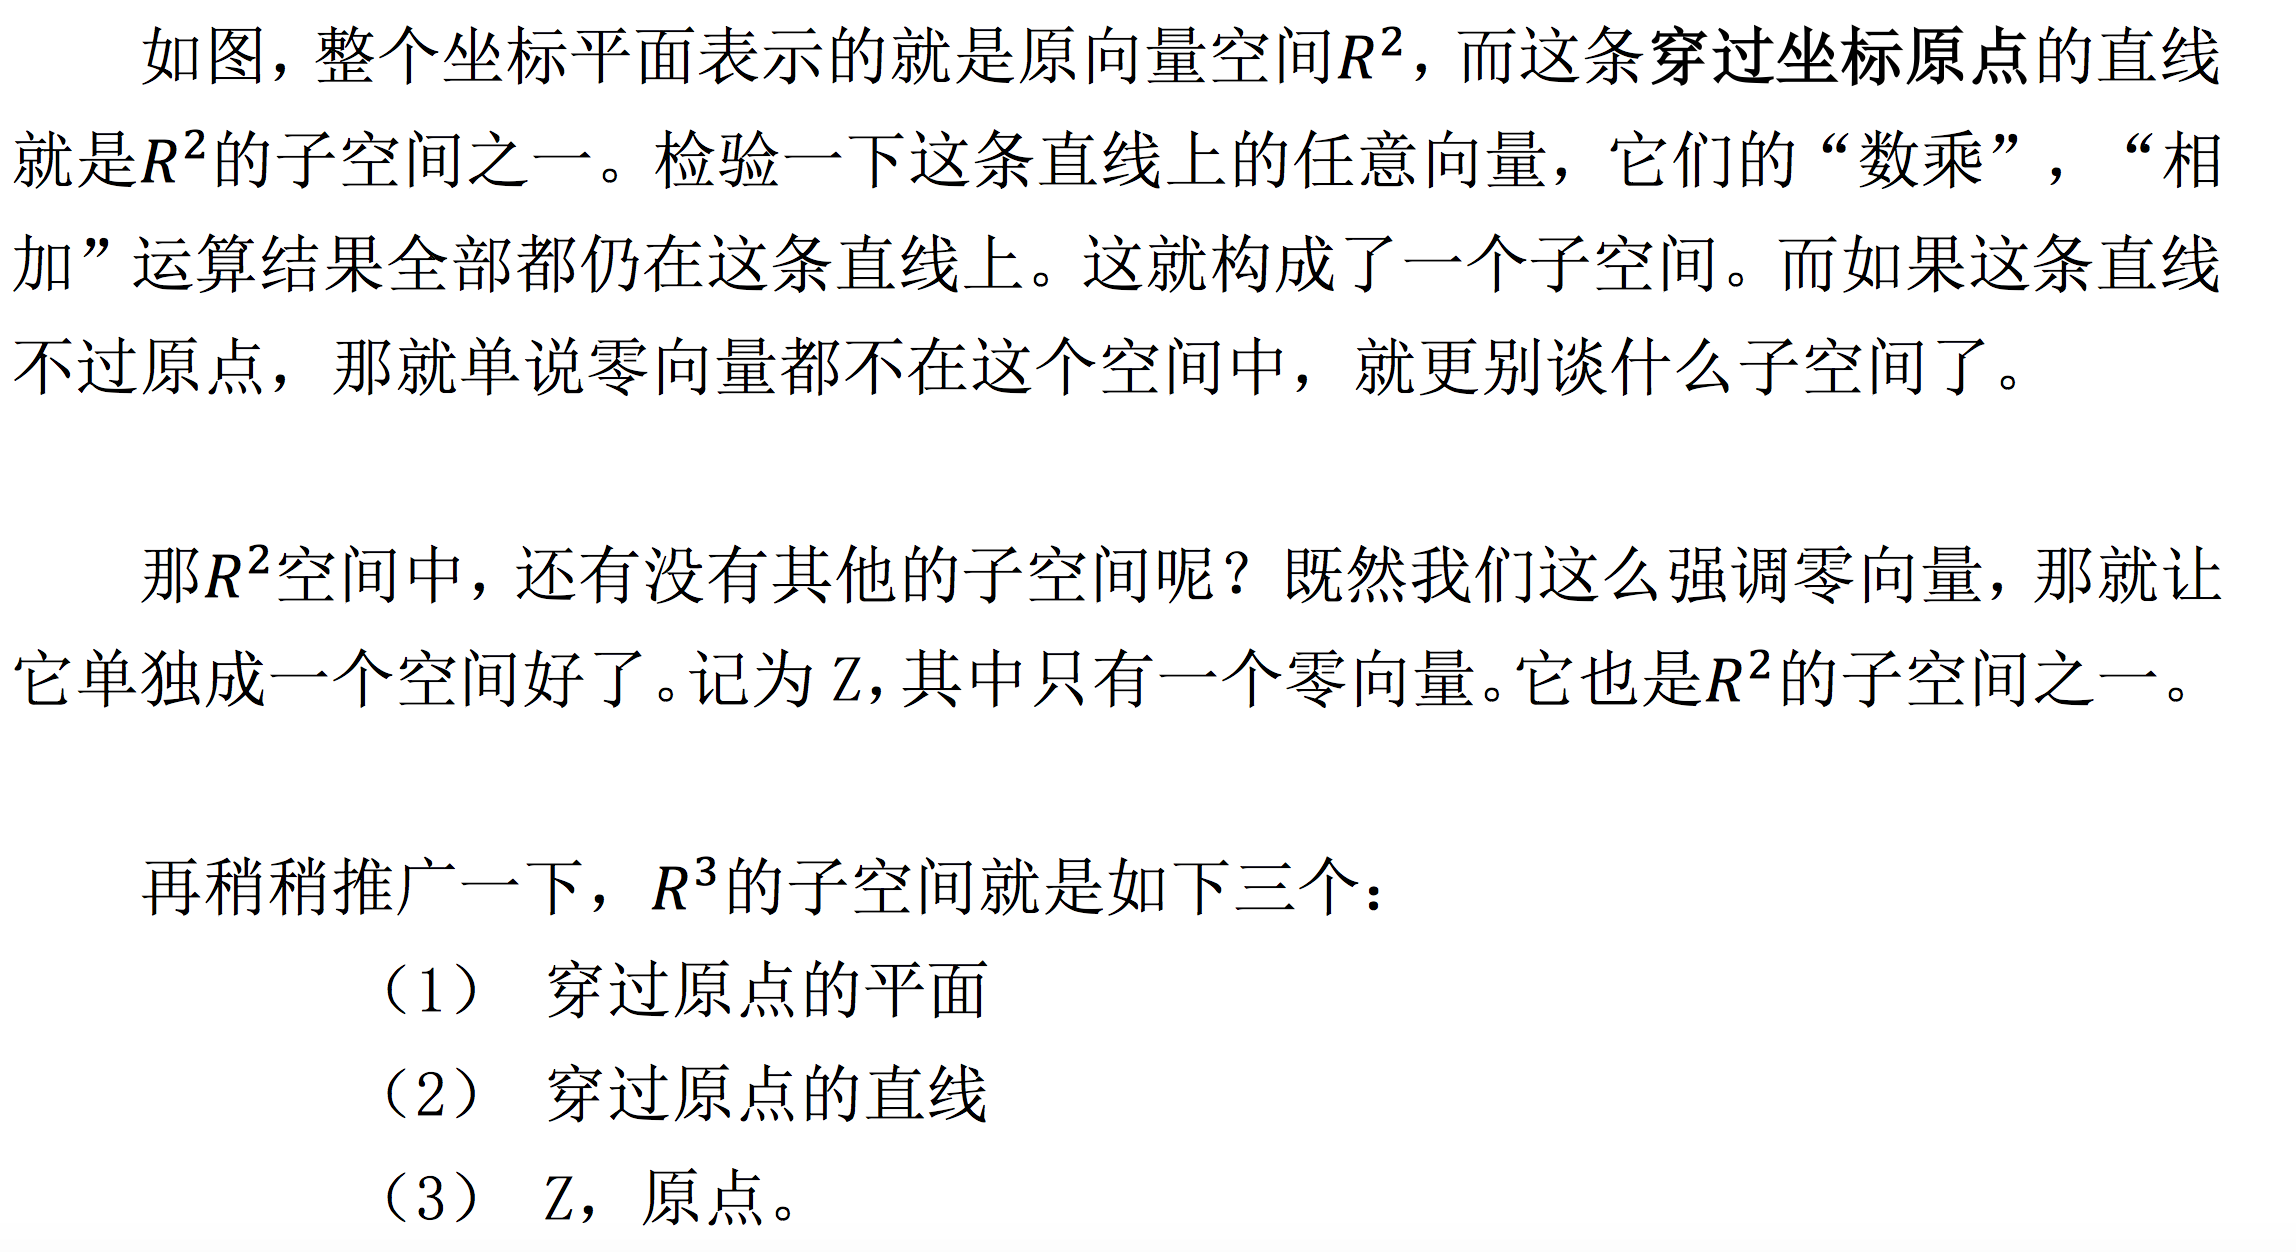 如图，整个坐标平面表示的就是原向量空间R²，而这条穿过坐标原点的直线
就是R²的子空间之一。检验一下这条直线上的任意向量，它们的“数乘”，“相
加”运算结果全部都仍在这条直线上。这就构成了一个子空间。而如果这条直线
不过原点，那就单说零向量都不在这个空间中，就更别谈什么子空间了。
那R²空间中，还有没有其他的子空间呢？既然我们这么强调零向量，那就让
它单独成一个空间好了。记为 Z，其中只有一个零向量。它也是R²的子空间之一。
再稍稍推广一下，R³的子空间就是如下三个：
（1） 穿过原点的平面
（2） 穿过原点的直线
（3） Z，原点。